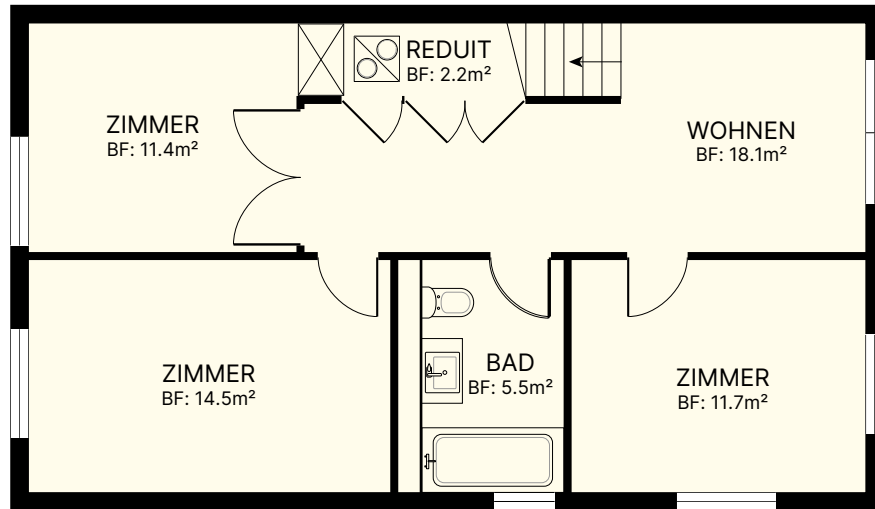 REDUIT
BF: 2.2m²
ZIMMER
BF: 11.4m²
WOHNEN
BF: 18.1m²
ZIMMER
BF: 14.5m²
BAD
BF: 5.5m²
ZIMMER
BF: 11.7m²